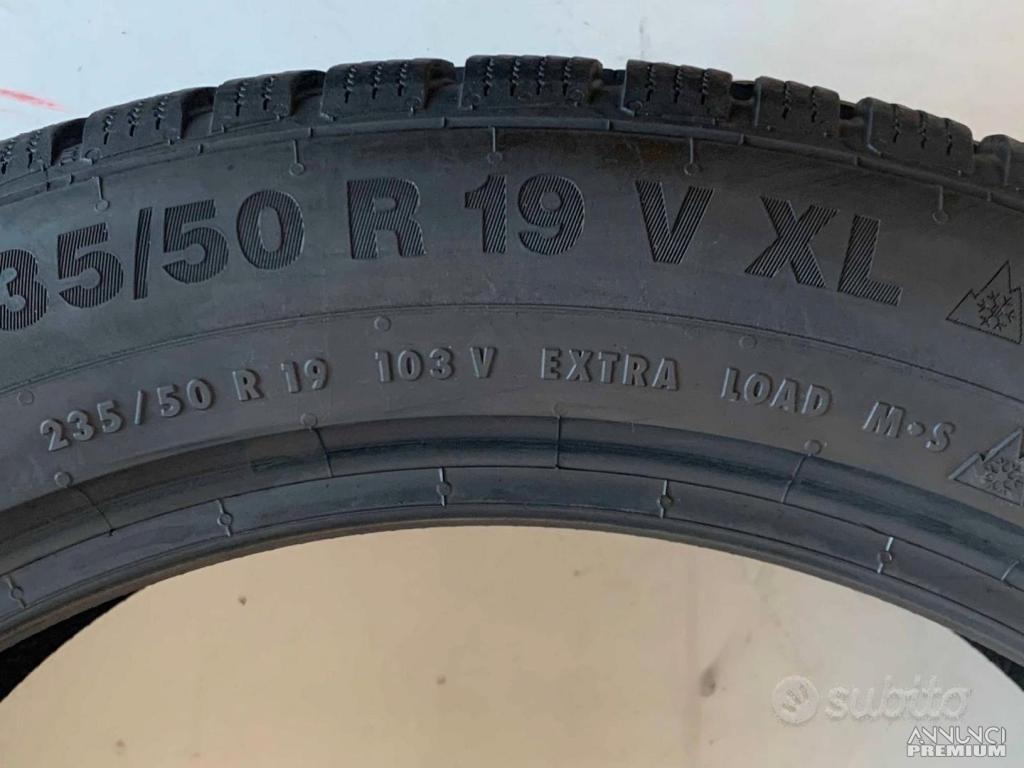 35/50 R 19 V XL
235/50 R 19 103 V EXTRA LOAD M•S
subito
ANNUNCI
PREMIUM